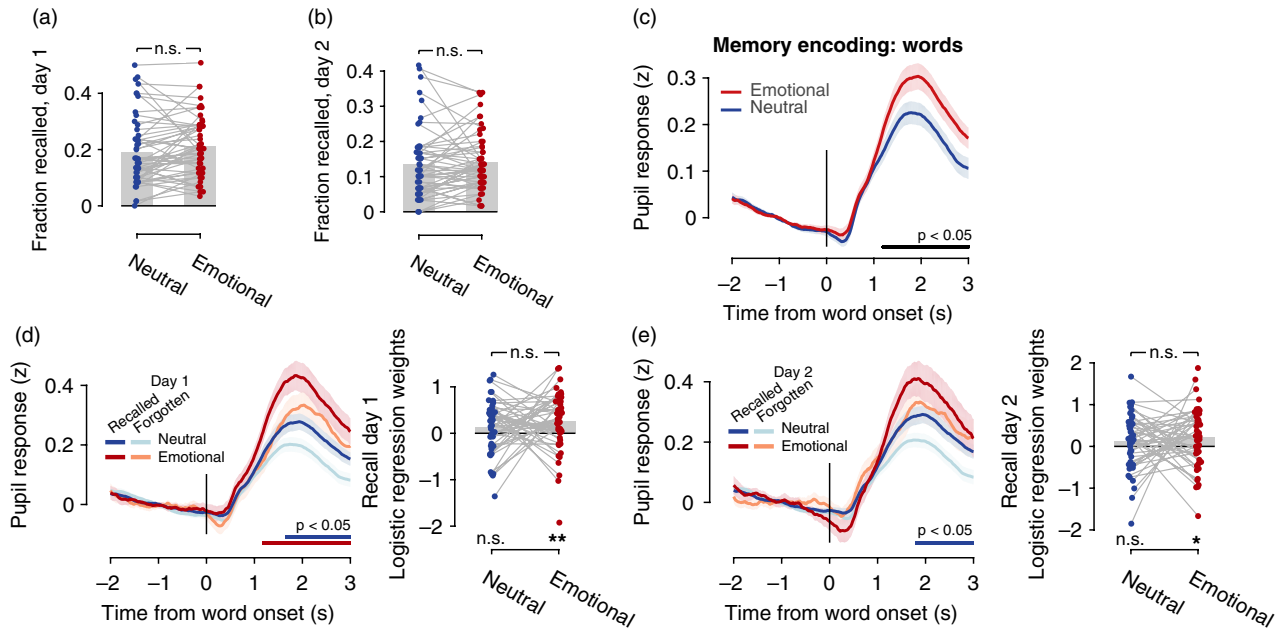 (a)
n.s.
Fraction recalled, day 1
0.4
0.2
0
Neutral
Emotional
(b)
n.s.
Fraction recalled, day 2
0.4
0.3
0.2
0.1
0
Neutral
Emotional
(c)
Memory encoding: words
Pupil response (z)
0.3
0.2
0.1
0
Emotional
Neutral
p < 0.05
−2 −1 0 1 2 3
Time from word onset (s)
(d)
Pupil response (z)
0.4
0.2
0
Day 1
Recalled
Forgotten
Neutral
Emotional
p < 0.05
−2 −1 0 1 2 3
Time from word onset (s)
Recall day 1
Logistic regression weights
n.s.
1
0
−1
−2
n.s. **
Neutral
Emotional
(e)
Pupil response (z)
0.4
0.2
0
Day 2
Recalled
Forgotten
Neutral
Emotional
p < 0.05
−2 −1 0 1 2 3
Time from word onset (s)
Recall day 2
Logistic regression weights
n.s.
2
1
0
−1
−2
n.s. *
Neutral
Emotional